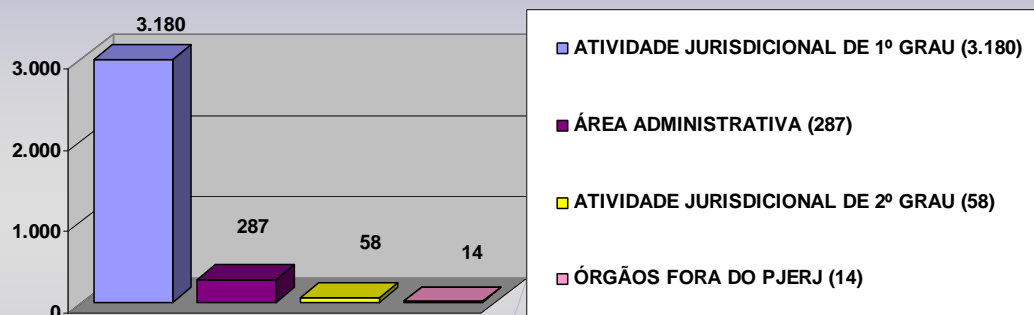 3.180
3.000
2.000
1.000
0
287
58
14
ATIVIDADE JURISDICIONAL DE 1º GRAU (3.180)
ÁREA ADMINISTRATIVA (287)
ATIVIDADE JURISDICIONAL DE 2º GRAU (58)
ÓRGÃOS FORA DO PJERJ (14)